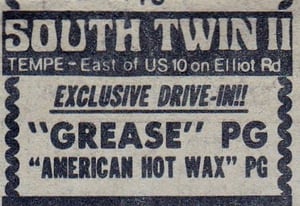 SOUTH TWIN II
TEMPE - East of US 10 on Elliot Rd
EXCLUSIVE DRIVE-IN!!
"GREASE" PG
"AMERICAN HOT WAX" PG